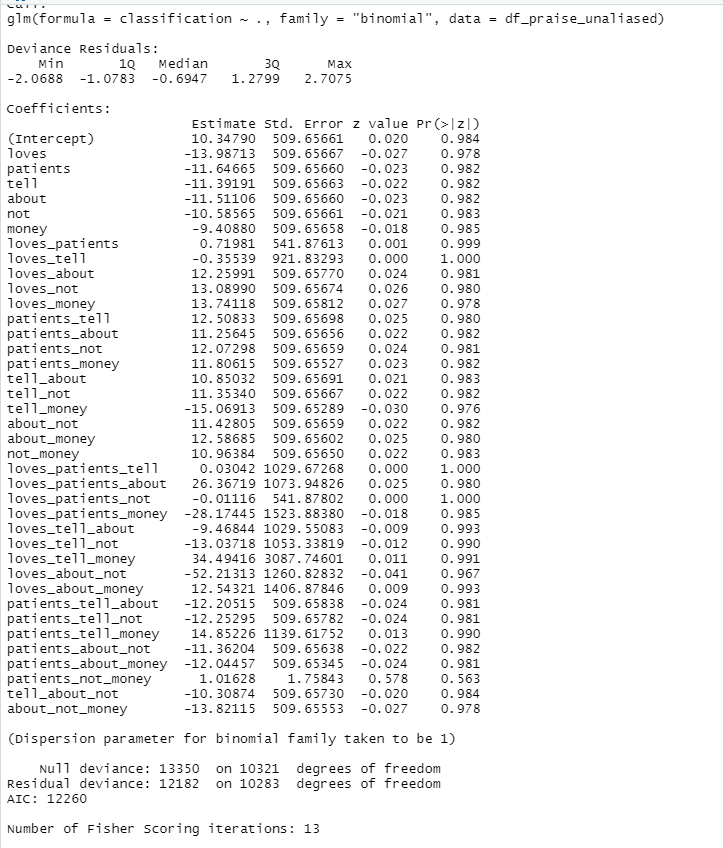 Call:
glm(formula = classification ~ ., family = "binomial", data = df_praise_unaliased)
Deviance Residuals:
Min 1Q Median 3Q Max
-2.0688 -1.0783 -0.6947 1.2799 2.7075
Coefficients:
Estimate Std. Error z value Pr(>|z|)
(Intercept) 10.34790 509.65661 0.020 0.984
loves -13.98713 509.65667 -0.027 0.978
patients -11.64665 509.65660 -0.023 0.982
tell -11.39191 509.65663 -0.022 0.982
about -11.51106 509.65660 -0.023 0.982
not -10.58565 509.65661 -0.021 0.983
money -9.40880 509.65658 -0.018 0.985
loves_patients 0.71981 541.87613 0.001 0.999
loves_tell -0.35539 921.83293 0.000 1.000
loves_about 12.25991 509.65770 0.024 0.981
loves_not 13.08990 509.65674 0.026 0.980
loves_money 13.74118 509.65812 0.027 0.978
patients_tell 12.50833 509.65698 0.025 0.980
patients_about 11.25645 509.65656 0.022 0.982
patients_not 12.07298 509.65659 0.024 0.981
patients_money 11.80615 509.65527 0.023 0.982
tell_about 10.85032 509.65691 0.021 0.983
tell_not 11.35340 509.65667 0.022 0.982
tell_money -15.06913 509.65289 -0.030 0.976
about_not 11.42805 509.65659 0.022 0.982
about_money 12.58685 509.65602 0.025 0.980
not_money 10.96384 509.65650 0.022 0.983
loves_patients_tell 0.03042 1029.67268 0.000 1.000
loves_patients_about 26.36719 1073.94826 0.025 0.980
loves_patients_not -0.01116 541.87802 0.000 1.000
loves_patients_money -28.17445 1523.88380 -0.018 0.985
loves_tell_about -9.46844 1029.55083 -0.009 0.993
loves_tell_not -13.03718 1053.33819 -0.012 0.990
loves_tell_money 34.49416 3087.74601 0.011 0.991
loves_about_not -52.21313 1260.82832 -0.041 0.967
loves_about_money 12.54321 1406.87846 0.009 0.993
patients_tell_about -12.20515 509.65838 -0.024 0.981
patients_tell_not -12.25295 509.65782 -0.024 0.981
patients_tell_money 14.85226 1139.61752 0.013 0.990
patients_about_not -11.36204 509.65638 -0.022 0.982
patients_about_money -12.04457 509.65345 -0.024 0.981
patients_not_money 1.01628 1.75843 0.578 0.563
tell_about_not -10.30874 509.65730 -0.020 0.984
about_not_money -13.82115 509.65553 -0.027 0.978
(Dispersion parameter for binomial family taken to be 1)
Null deviance: 13350 on 10321 degrees of freedom
Residual deviance: 12182 on 10283 degrees of freedom
AIC: 12260
Number of Fisher Scoring iterations: 13